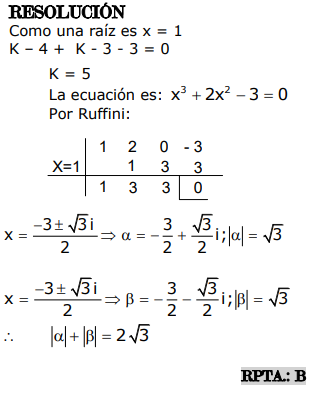 RESOLUCIÓN
Como una raíz es x = 1
K – 4 + K - 3 - 3 = 0
K = 5
La ecuación es: x³ + 2x² − 3 = 0
Por Ruffini:
1 2 0 - 3
X=1 1 3 3
1 3 3 0
x = (−3 ± √3 i)/2 ⇒ α = −3/2 + √3/2 i ; |α| = √3
x = (−3 ± √3 i)/2 ⇒ β = −3/2 − √3/2 i ; |β| = √3
∴ |α| + |β| = 2√3
RPTA.: B